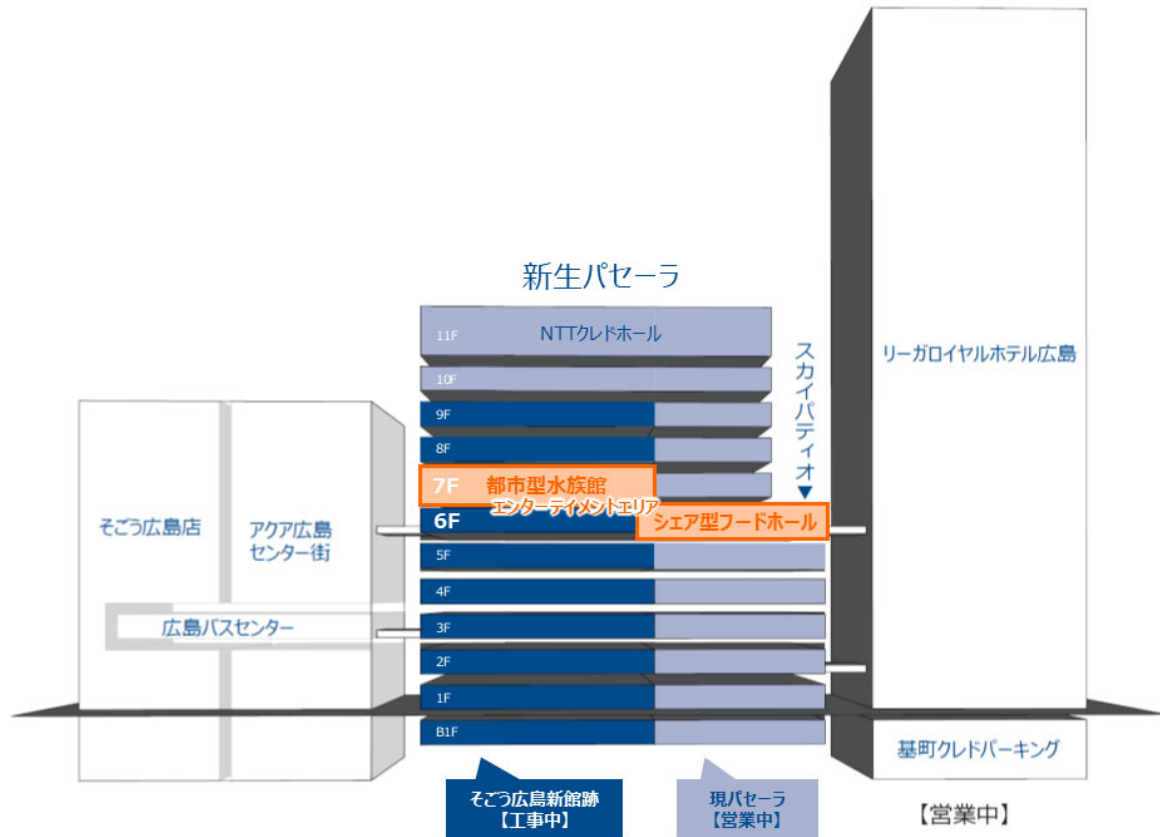 新生パセーラ
11F NTTクレドホール
10F
9F
8F
7F 都市型水族館
エンターテイメントエリア
6F シェア型フードホール
5F
4F
3F
2F
1F
B1F
スカイパティオ▼
リーガロイヤルホテル広島
そごう広島店
アクア広島
センター街
広島バスセンター
基町クレドパーキング
そごう広島新館跡
【工事中】
現パセーラ
【営業中】
【営業中】